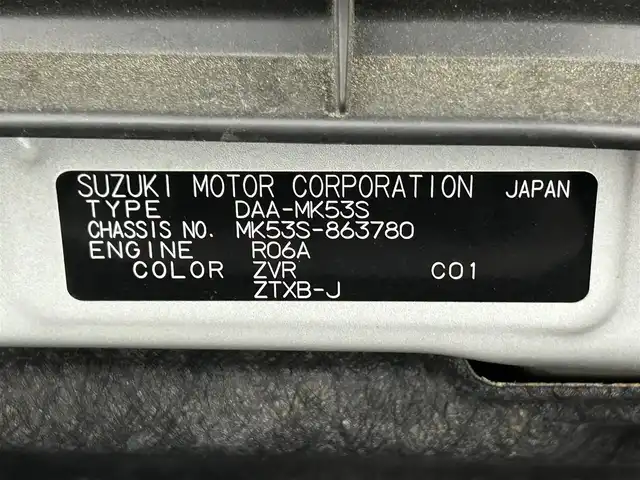 SUZUKI MOTOR CORPORATION JAPAN
TYPE DAA-MK53S
CHASSIS NO. MK53S-863780
ENGINE R06A
COLOR ZVR C01
ZTXB-J